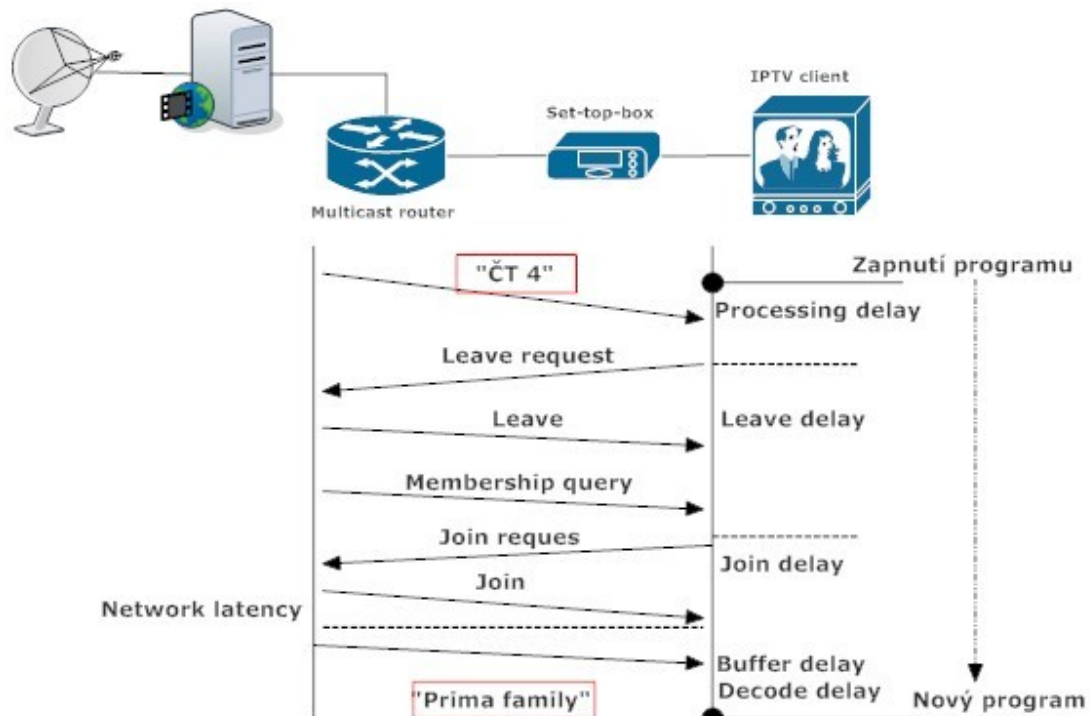 IPTV client
Set-top-box
Multicast router
"ČT 4"
Zapnutí programu
Processing delay
Leave request
Leave
Leave delay
Membership query
Join reques
Join delay
Join
Network latency
Buffer delay
Decode delay
"Prima family"
Nový program